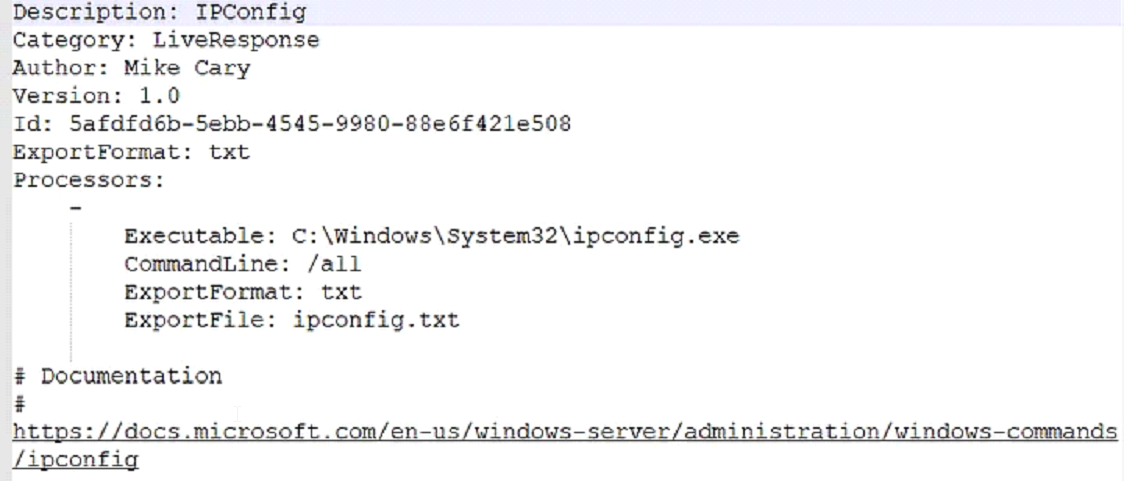 Description: IPConfig
Category: LiveResponse
Author: Mike Cary
Version: 1.0
Id: 5afdfd6b-5ebb-4545-9980-88e6f421e508
ExportFormat: txt
Processors:
-
Executable: C:\Windows\System32\ipconfig.exe
CommandLine: /all
ExportFormat: txt
ExportFile: ipconfig.txt
# Documentation
#
https://docs.microsoft.com/en-us/windows-server/administration/windows-commands
/ipconfig